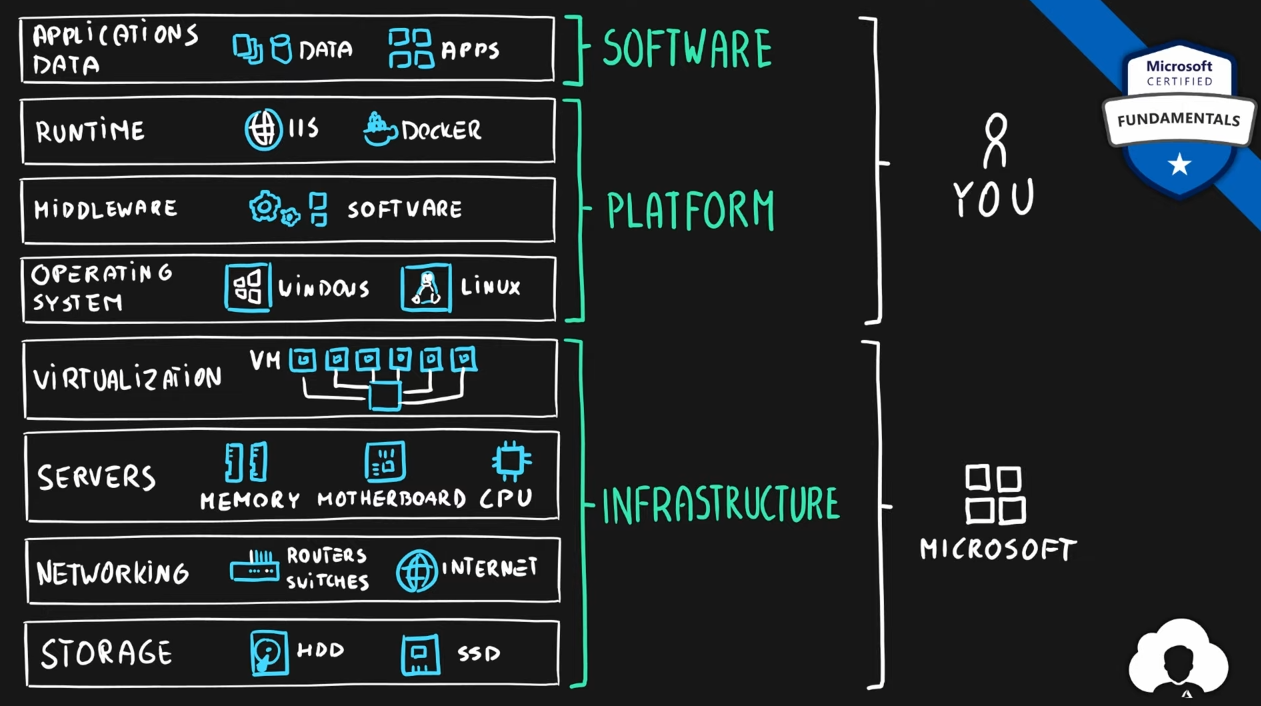 APPLICATIONS
DATA
DATA
APPS
SOFTWARE
RUNTIME
IIS
DOCKER
MIDDLEWARE
SOFTWARE
PLATFORM
OPERATING
SYSTEM
WINDOWS
LINUX
YOU
VIRTUALIZATION
VM
SERVERS
MEMORY
MOTHERBOARD
CPU
INFRASTRUCTURE
NETWORKING
ROUTERS
SWITCHES
INTERNET
STORAGE
HDD
SSD
MICROSOFT
Microsoft
CERTIFIED
FUNDAMENTALS